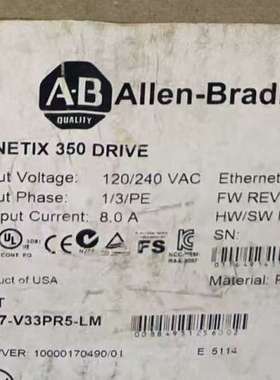 A-B
QUALITY
Allen-Brad
NETIX 350 DRIVE
ut Voltage: 120/240 VAC
Ethernet
ut Phase: 1/3/PE
FW REV
put Current: 8.0 A
HW/SW
SN:
FS
Material: P
uct of USA
T
7-V33PR5-LM
VER 10000170490/01
E 5114